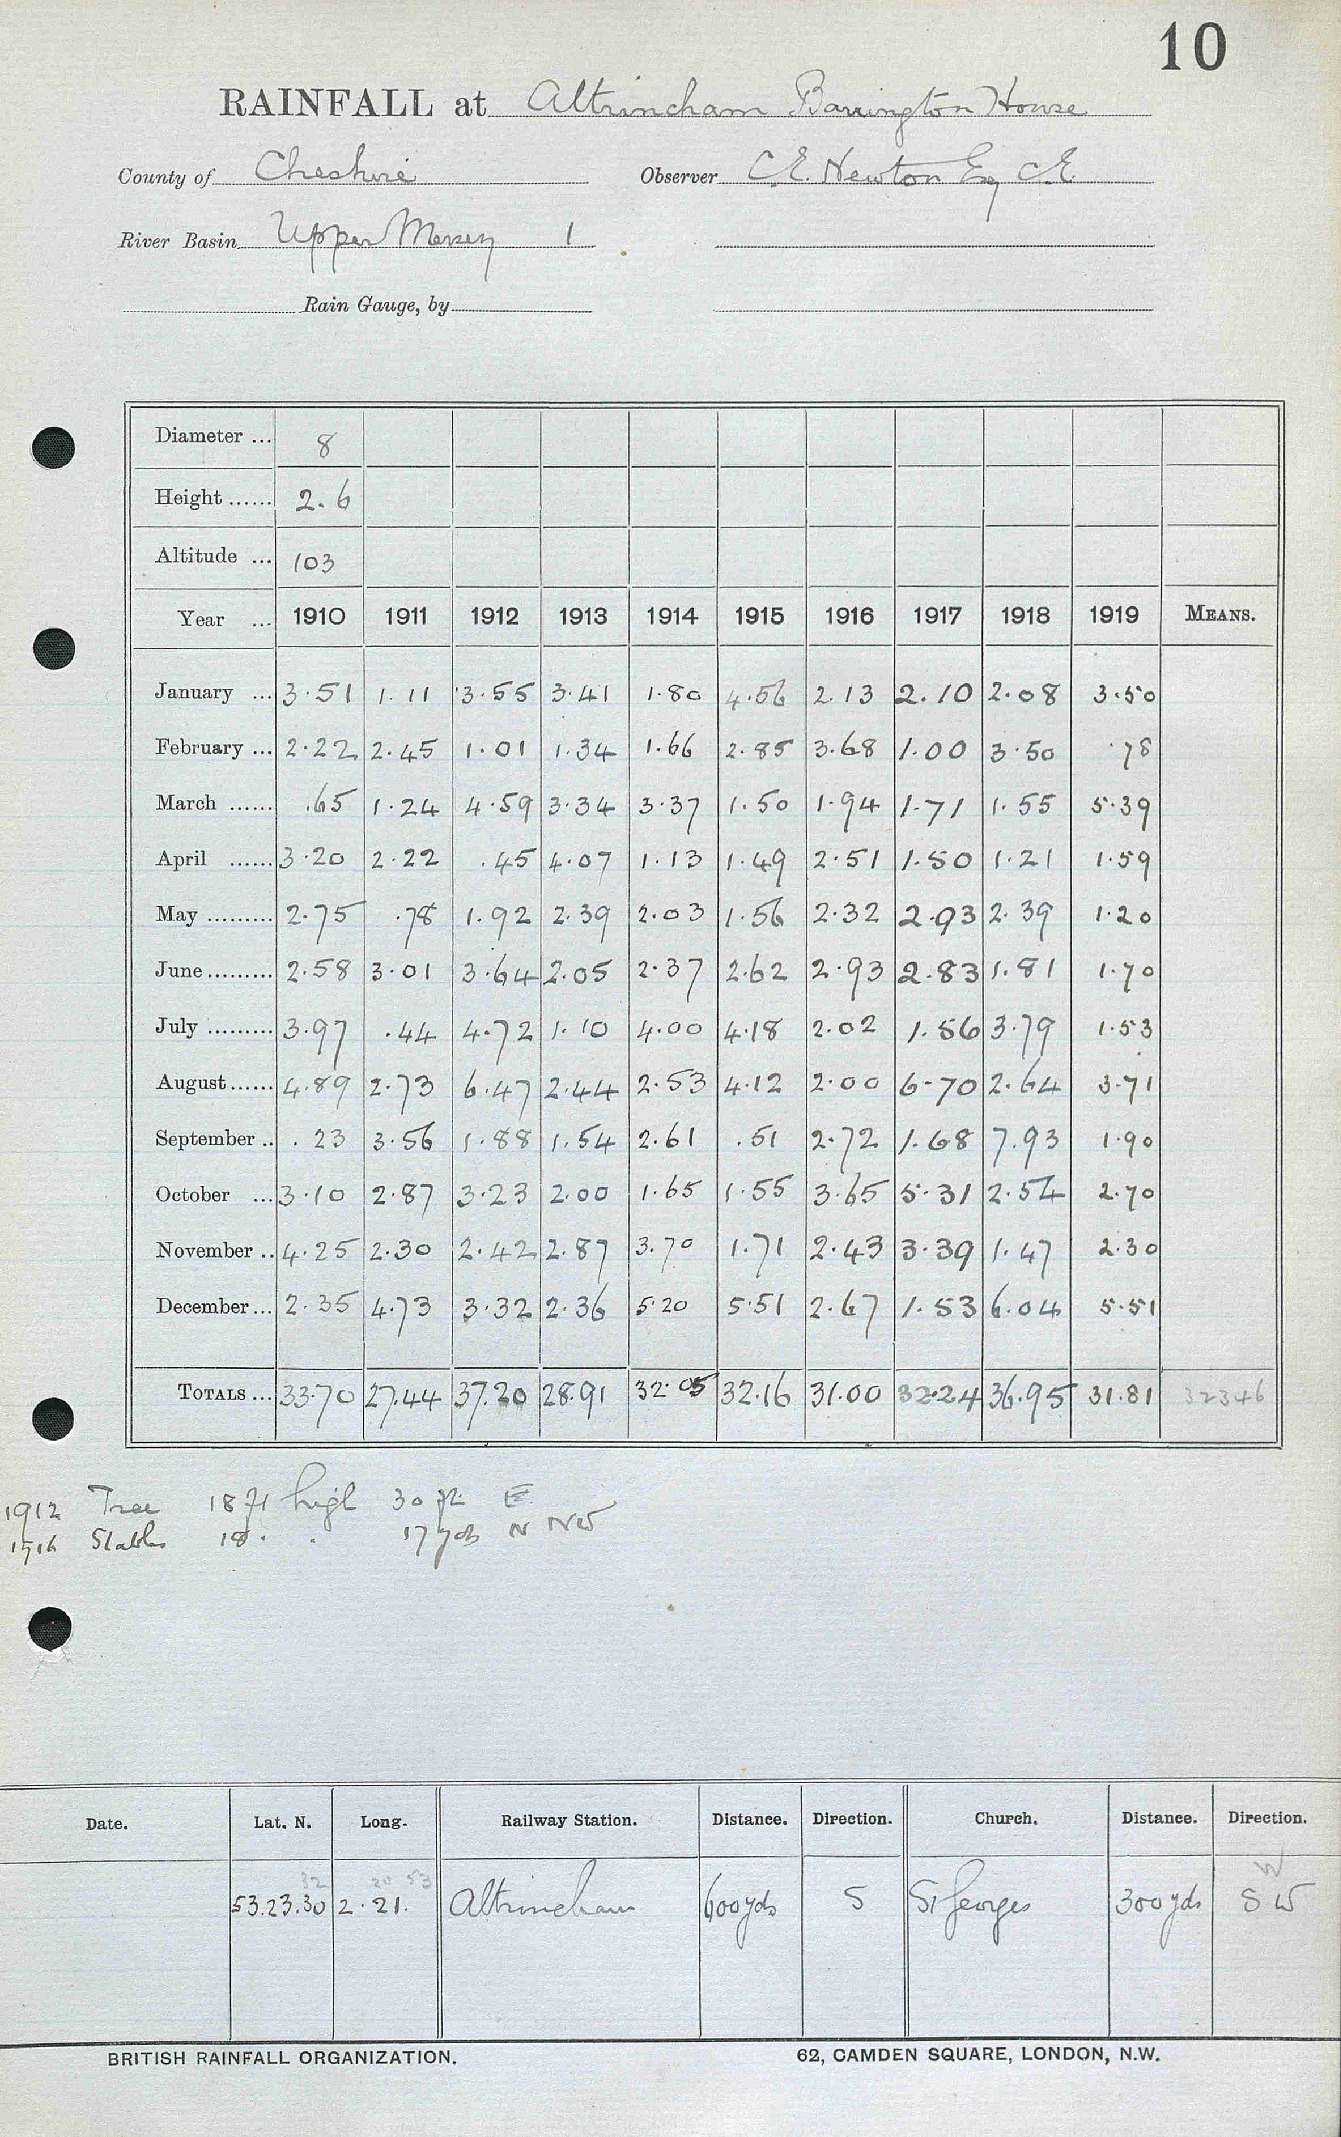 10
RAINFALL at Altrincham Barrington House
County of Cheshire Observer C.E. Newton Esq C.E.
River Basin Upper Mersey 1
Rain Gauge, by
Diameter ... 8
Height ...... 2.6
Altitude ... 103
Year ... 1910 1911 1912 1913 1914 1915 1916 1917 1918 1919 MEANS.
January ... 3.51 1.11 3.55 3.41 1.80 4.56 2.13 2.10 2.08 3.50
February ... 2.22 2.45 1.01 1.34 1.66 2.85 3.68 1.00 3.50 .78
March ...... .65 1.24 4.59 3.34 3.37 1.50 1.94 1.71 1.55 5.39
April ...... 3.20 2.22 .45 4.07 1.13 1.49 2.51 1.50 1.21 1.59
May ......... 2.75 .78 1.92 2.39 2.03 1.56 2.32 2.93 2.39 1.20
June ......... 2.58 3.01 3.64 2.05 2.37 2.62 2.93 2.83 1.81 1.70
July ......... 3.97 .44 4.72 1.10 4.00 4.18 2.02 1.56 3.79 1.53
August ...... 4.89 2.73 6.47 2.44 2.53 4.12 2.00 6.70 2.64 3.71
September .. .23 3.56 1.88 1.54 2.61 .51 2.72 1.68 7.93 1.90
October ... 3.10 2.87 3.23 2.00 1.65 1.55 3.65 5.31 2.54 2.70
November .. 4.25 2.30 2.42 2.87 3.70 1.71 2.43 3.39 1.47 2.30
December ... 2.35 4.73 3.32 2.36 5.20 5.51 2.67 1.53 6.04 5.51
TOTALS ... 33.70 27.44 37.20 28.91 32.05 32.16 31.00 32.24 36.95 31.81 32346
1912 Tree 18 ft high 30 ft E
1916 Stables 18 . . 17 yds N NW
Date. Lat. N. Long. Railway Station. Distance. Direction. Church. Distance. Direction.
32 20 53 W
53.23.30 2.21. Altrincham 600 yds S St Georges 300 yds SW
BRITISH RAINFALL ORGANIZATION. 62, CAMDEN SQUARE, LONDON, N.W.